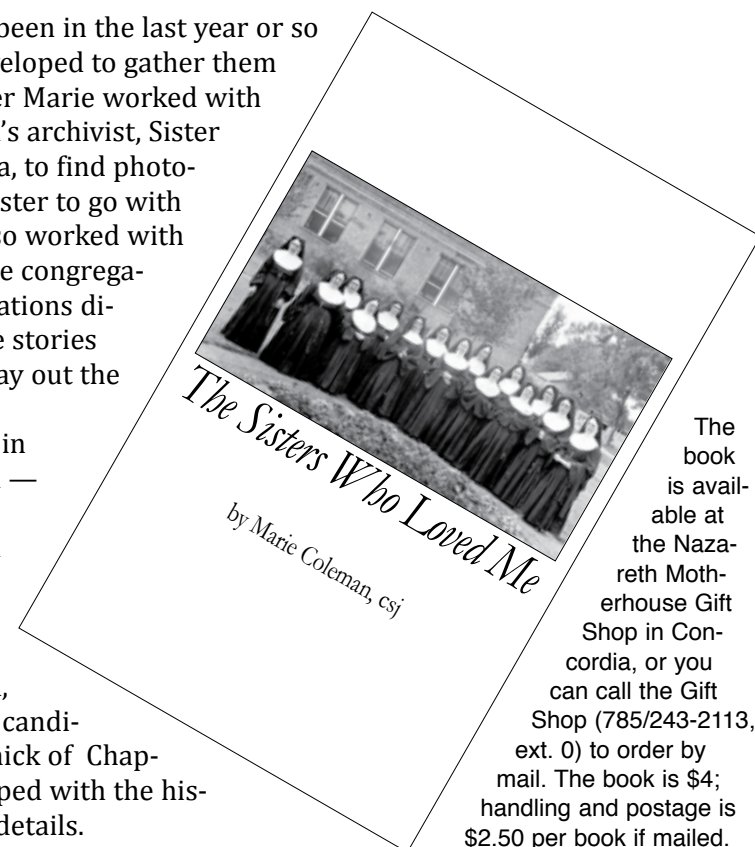 been in the last year or so
eloped to gather them
er Marie worked with
's archivist, Sister
a, to find photo-
ster to go with
so worked with
e congrega-
ations di-
e stories
ay out the
in
—
,
candi-
ick of Chap-
ped with the his-
details.
The Sisters Who Loved Me
by Marie Coleman, csj
The
book
is avail-
able at
the Naza-
reth Moth-
erhouse Gift
Shop in Con-
cordia, or you
can call the Gift
Shop (785/243-2113,
ext. 0) to order by
mail. The book is $4;
handling and postage is
$2.50 per book if mailed.